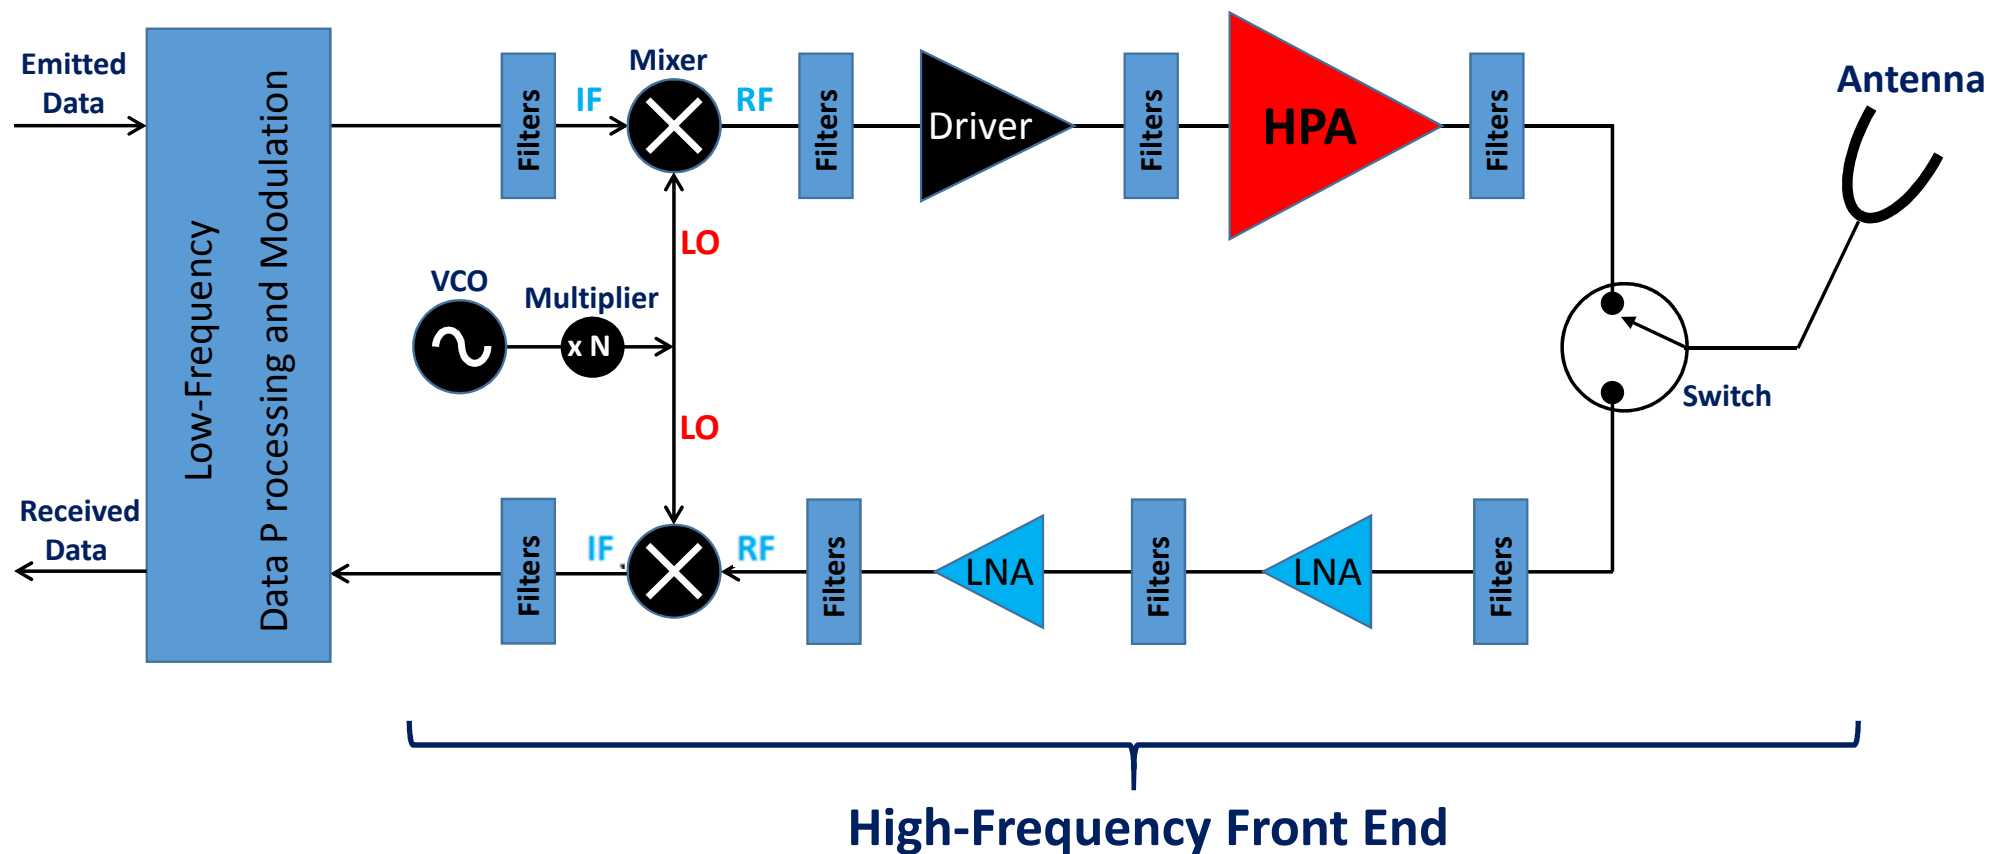 Emitted
Data
Low-Frequency
Data P rocessing and Modulation
Filters
IF
Mixer
RF
Filters
Driver
Filters
HPA
Filters
Antenna
LO
VCO
Multiplier
x N
Switch
LO
Received
Data
Filters
IF
RF
Filters
LNA
Filters
LNA
Filters
High-Frequency Front End